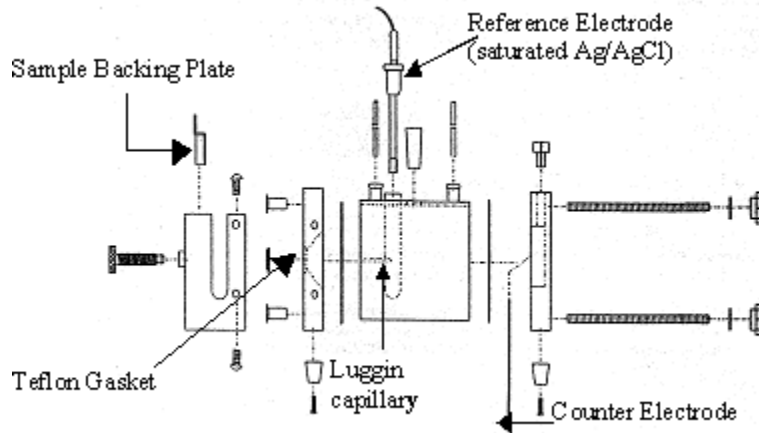 Reference Electrode
(saturated Ag/AgCl)
Sample Backing Plate
Teflon Gasket
Luggin
capillary
Counter Electrode